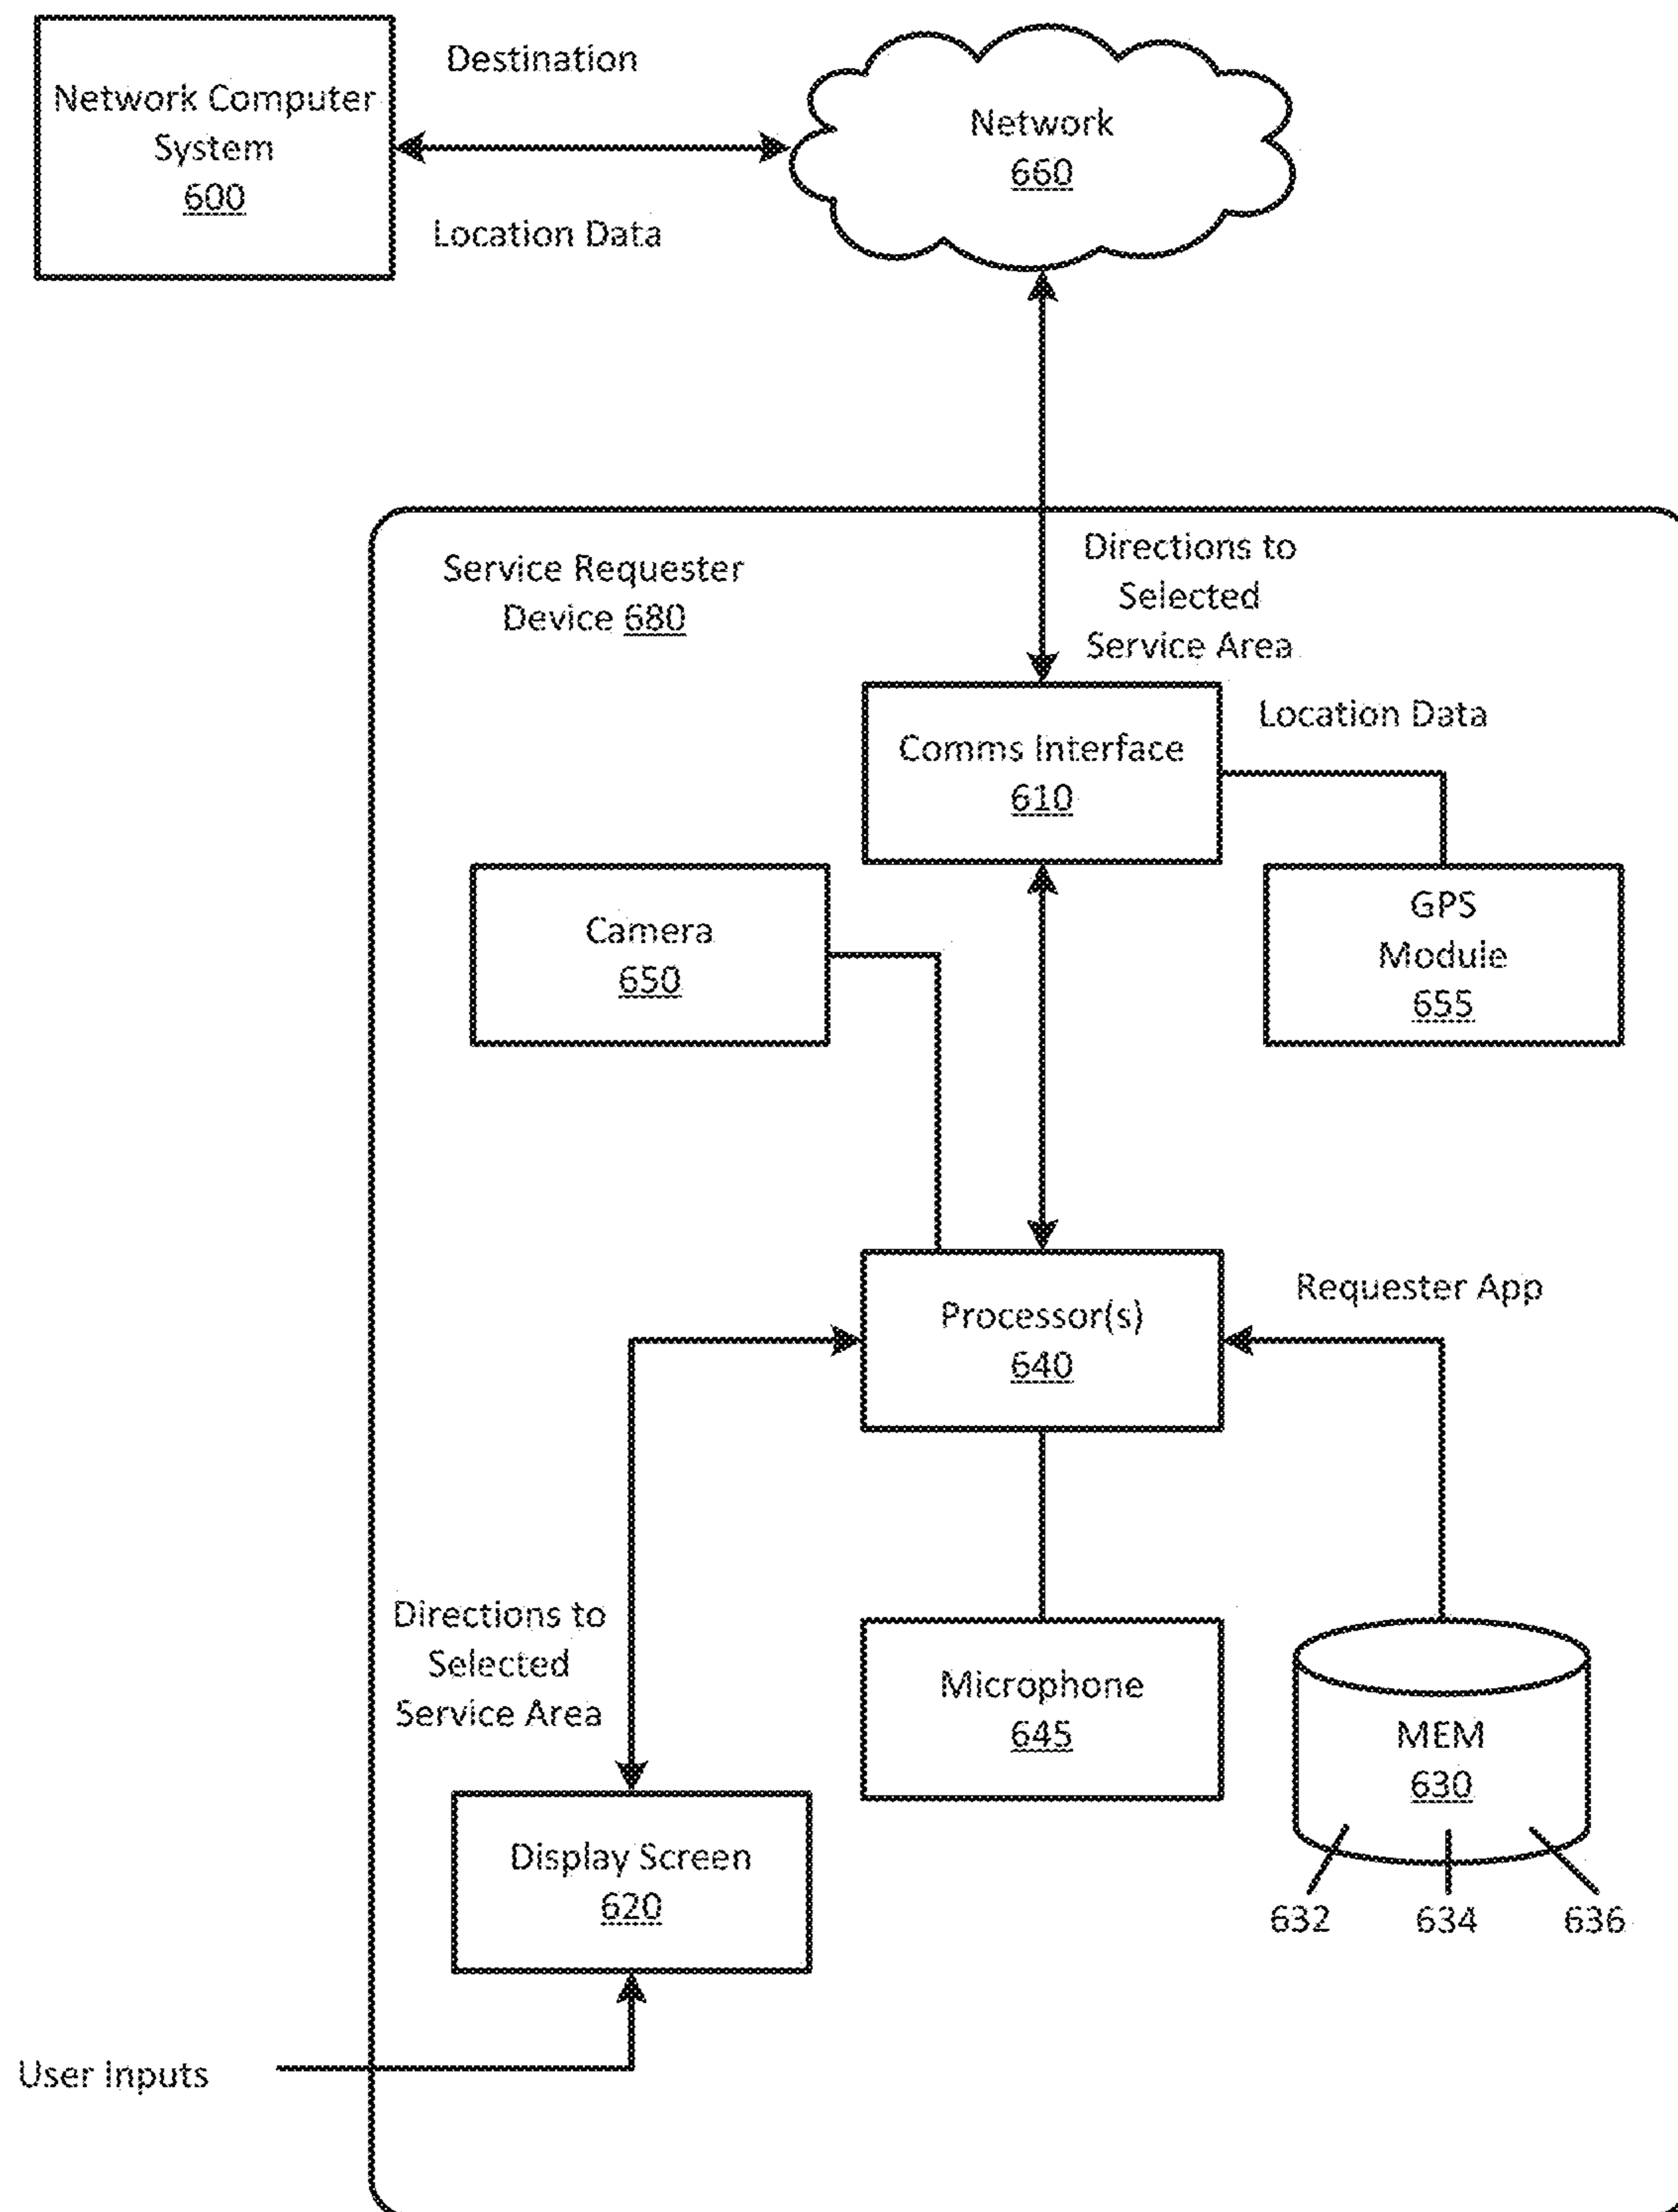 Network Computer
System
600
Destination
Location Data
Network
660
Service Requester
Device 680
Directions to
Selected
Service Area
Comms Interface
610
Location Data
Camera
650
GPS
Module
655
Processor(s)
640
Requester App
Directions to
Selected
Service Area
Microphone
645
MEM
630
632
634
636
Display Screen
620
User Inputs